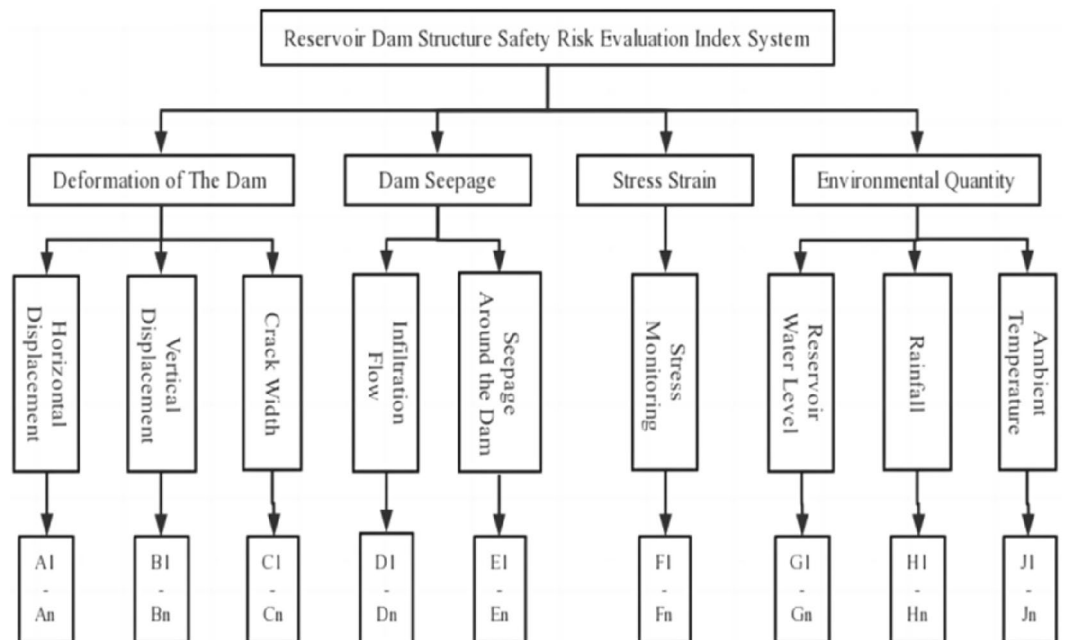 Reservoir Dam Structure Safety Risk Evaluation Index System
Deformation of The Dam
Dam Seepage
Stress Strain
Environmental Quantity
Horizontal
Displacement
Vertical
Displacement
Crack Width
Infiltration
Flow
Seepage
Around the Dam
Stress
Monitoring
Reservoir
Water Level
Rainfall
Ambient
Temperature
A1
-
An
B1
-
Bn
C1
-
Cn
D1
-
Dn
E1
-
En
F1
-
Fn
G1
-
Gn
H1
-
Hn
J1
-
Jn